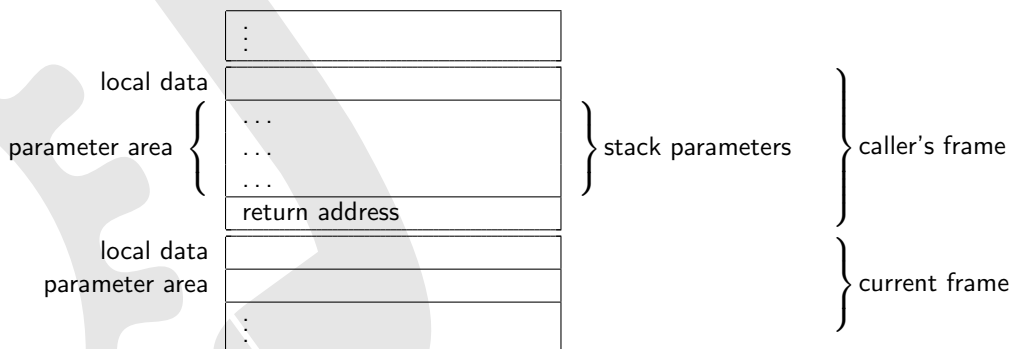 ⋮
local data
parameter area
...
...
...
stack parameters
caller's frame
return address
local data
parameter area
current frame
⋮